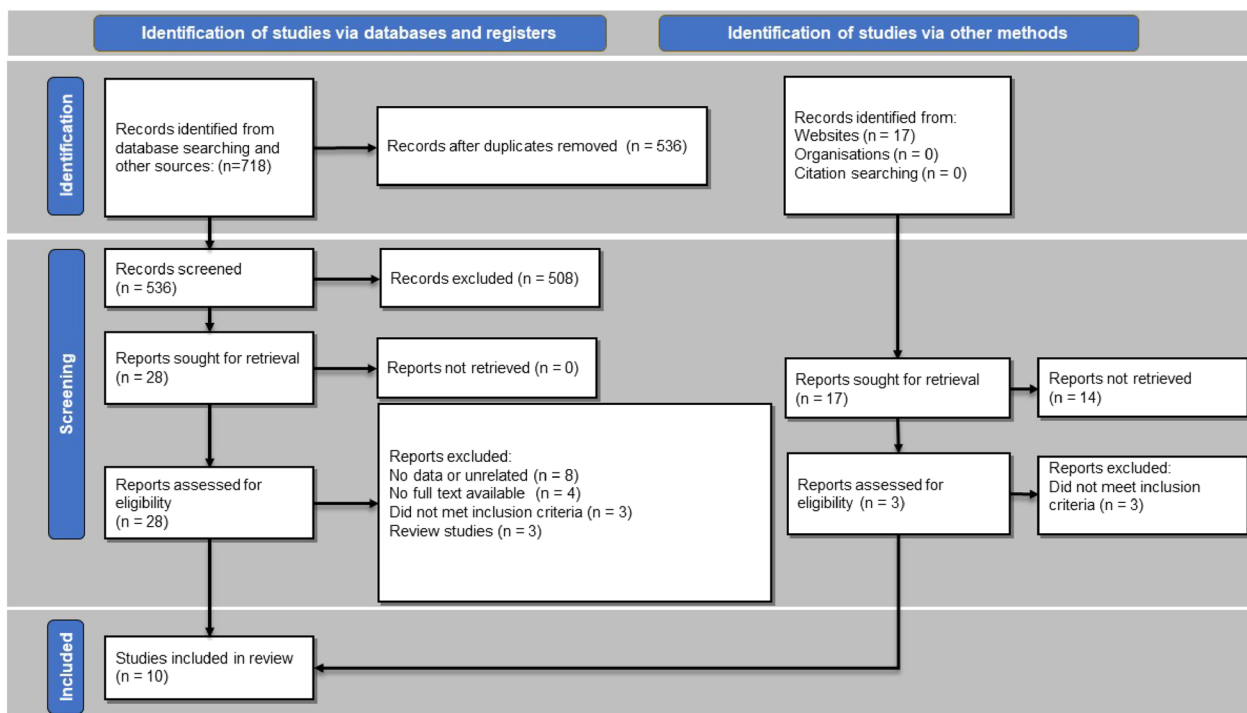 Identification of studies via databases and registers
Identification of studies via other methods
Identification
Records identified from
database searching and
other sources: (n=718)
Records after duplicates removed (n = 536)
Records identified from:
Websites (n = 17)
Organisations (n = 0)
Citation searching (n = 0)
Screening
Records screened
(n = 536)
Records excluded (n = 508)
Reports sought for retrieval
(n = 28)
Reports not retrieved (n = 0)
Reports sought for retrieval
(n = 17)
Reports not retrieved
(n = 14)
Reports assessed for
eligibility
(n = 28)
Reports excluded:
No data or unrelated (n = 8)
No full text available (n = 4)
Did not met inclusion criteria (n = 3)
Review studies (n = 3)
Reports assessed for
eligibility (n = 3)
Reports excluded:
Did not meet inclusion
criteria (n = 3)
Included
Studies included in review
(n = 10)